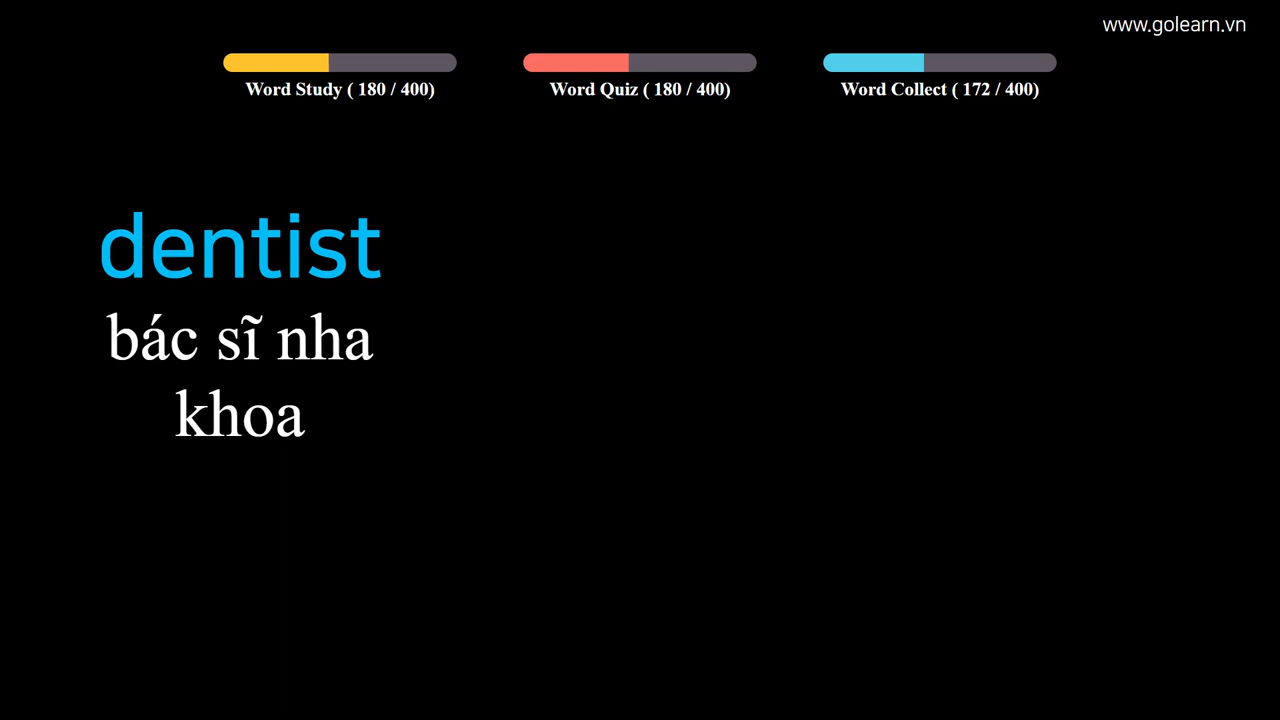 www.golearn.vn
Word Study ( 180 / 400)
Word Quiz ( 180 / 400)
Word Collect ( 172 / 400)
dentist
bác sĩ nha
khoa